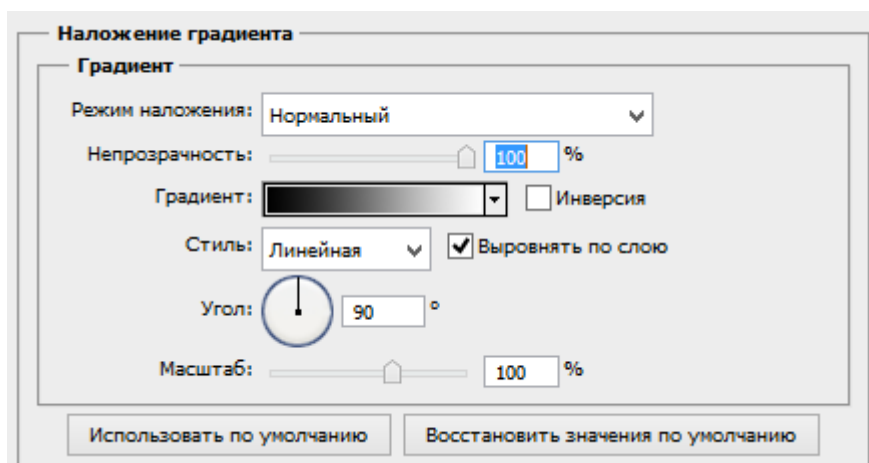 Наложение градиента
Градиент
Режим наложения: Нормальный
Непрозрачность: 100 %
Градиент: Инверсия
Стиль: Линейная Выровнять по слою
Угол: 90 °
Масштаб: 100 %
Использовать по умолчанию Восстановить значения по умолчанию